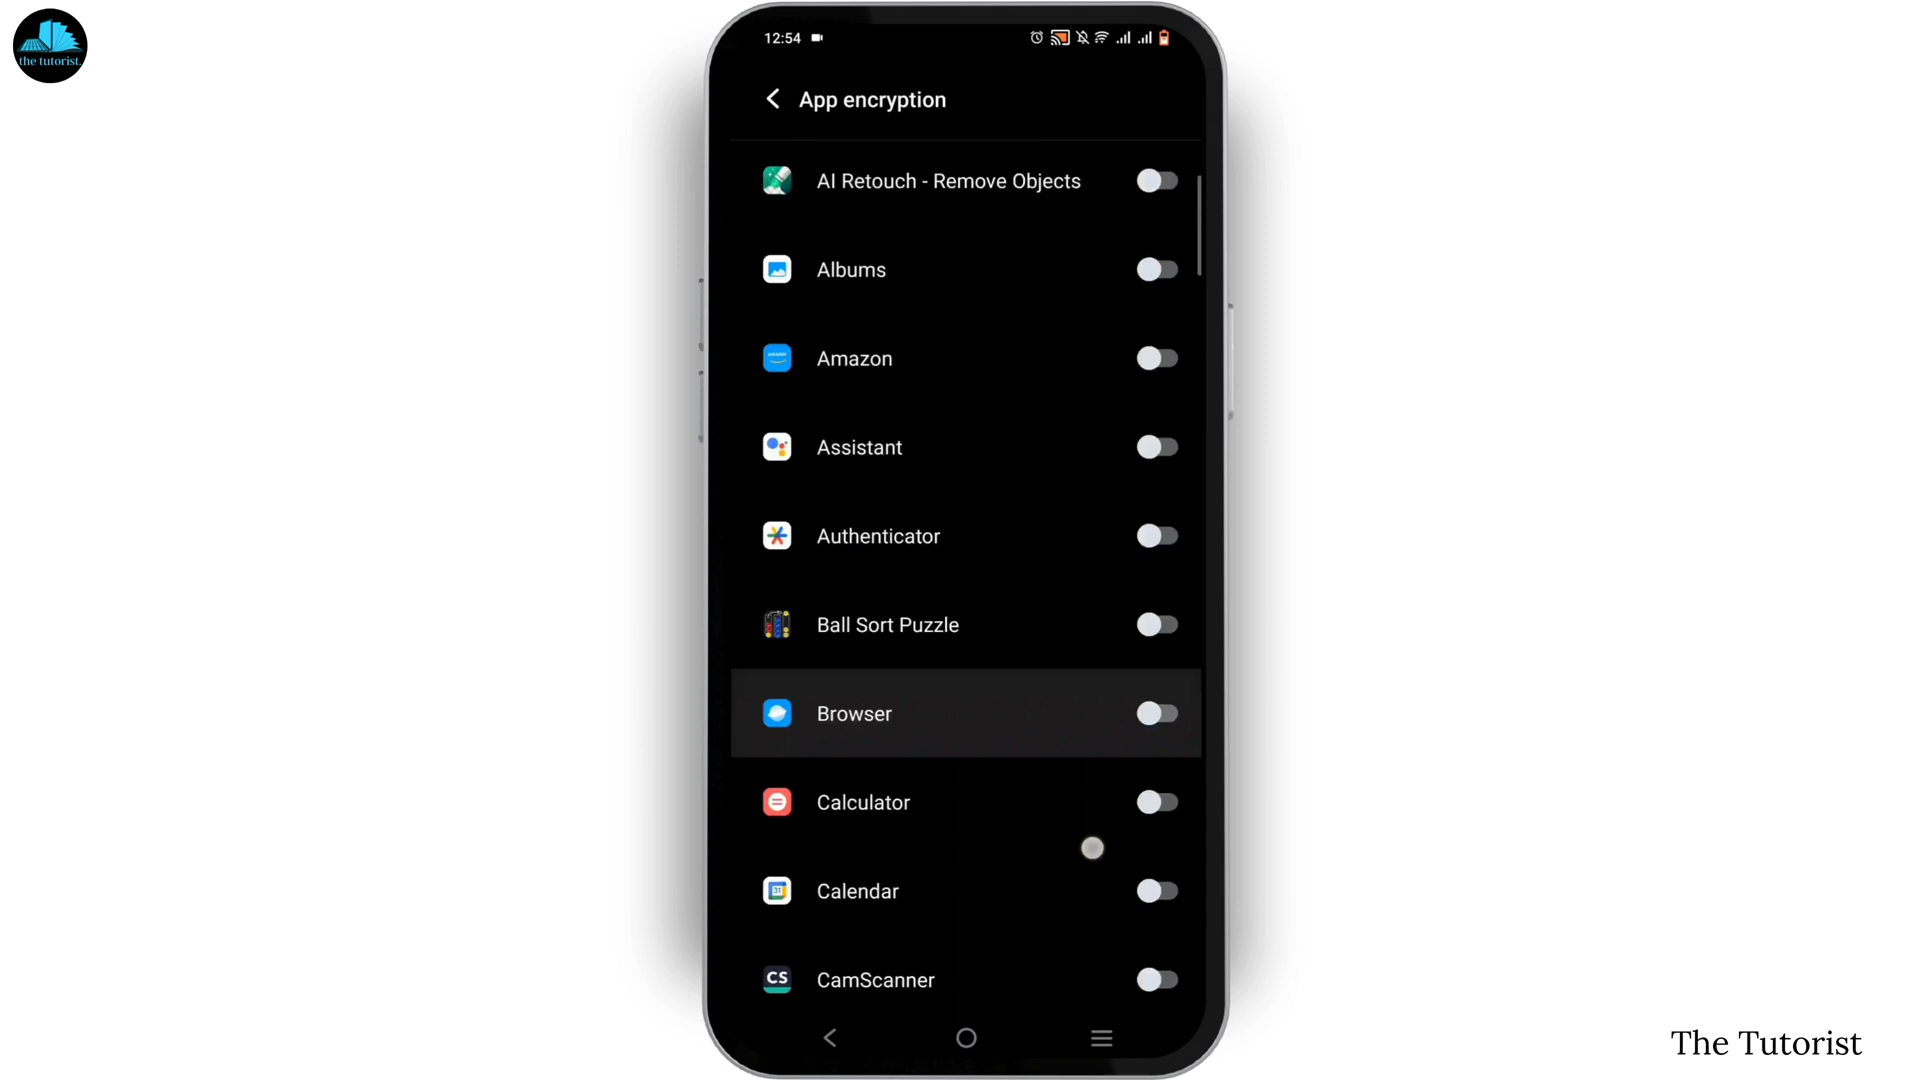 the tutorist.
12:54
App encryption
AI Retouch - Remove Objects
Albums
Amazon
Assistant
Authenticator
Ball Sort Puzzle
Browser
Calculator
31
Calendar
CS
CamScanner
The Tutorist